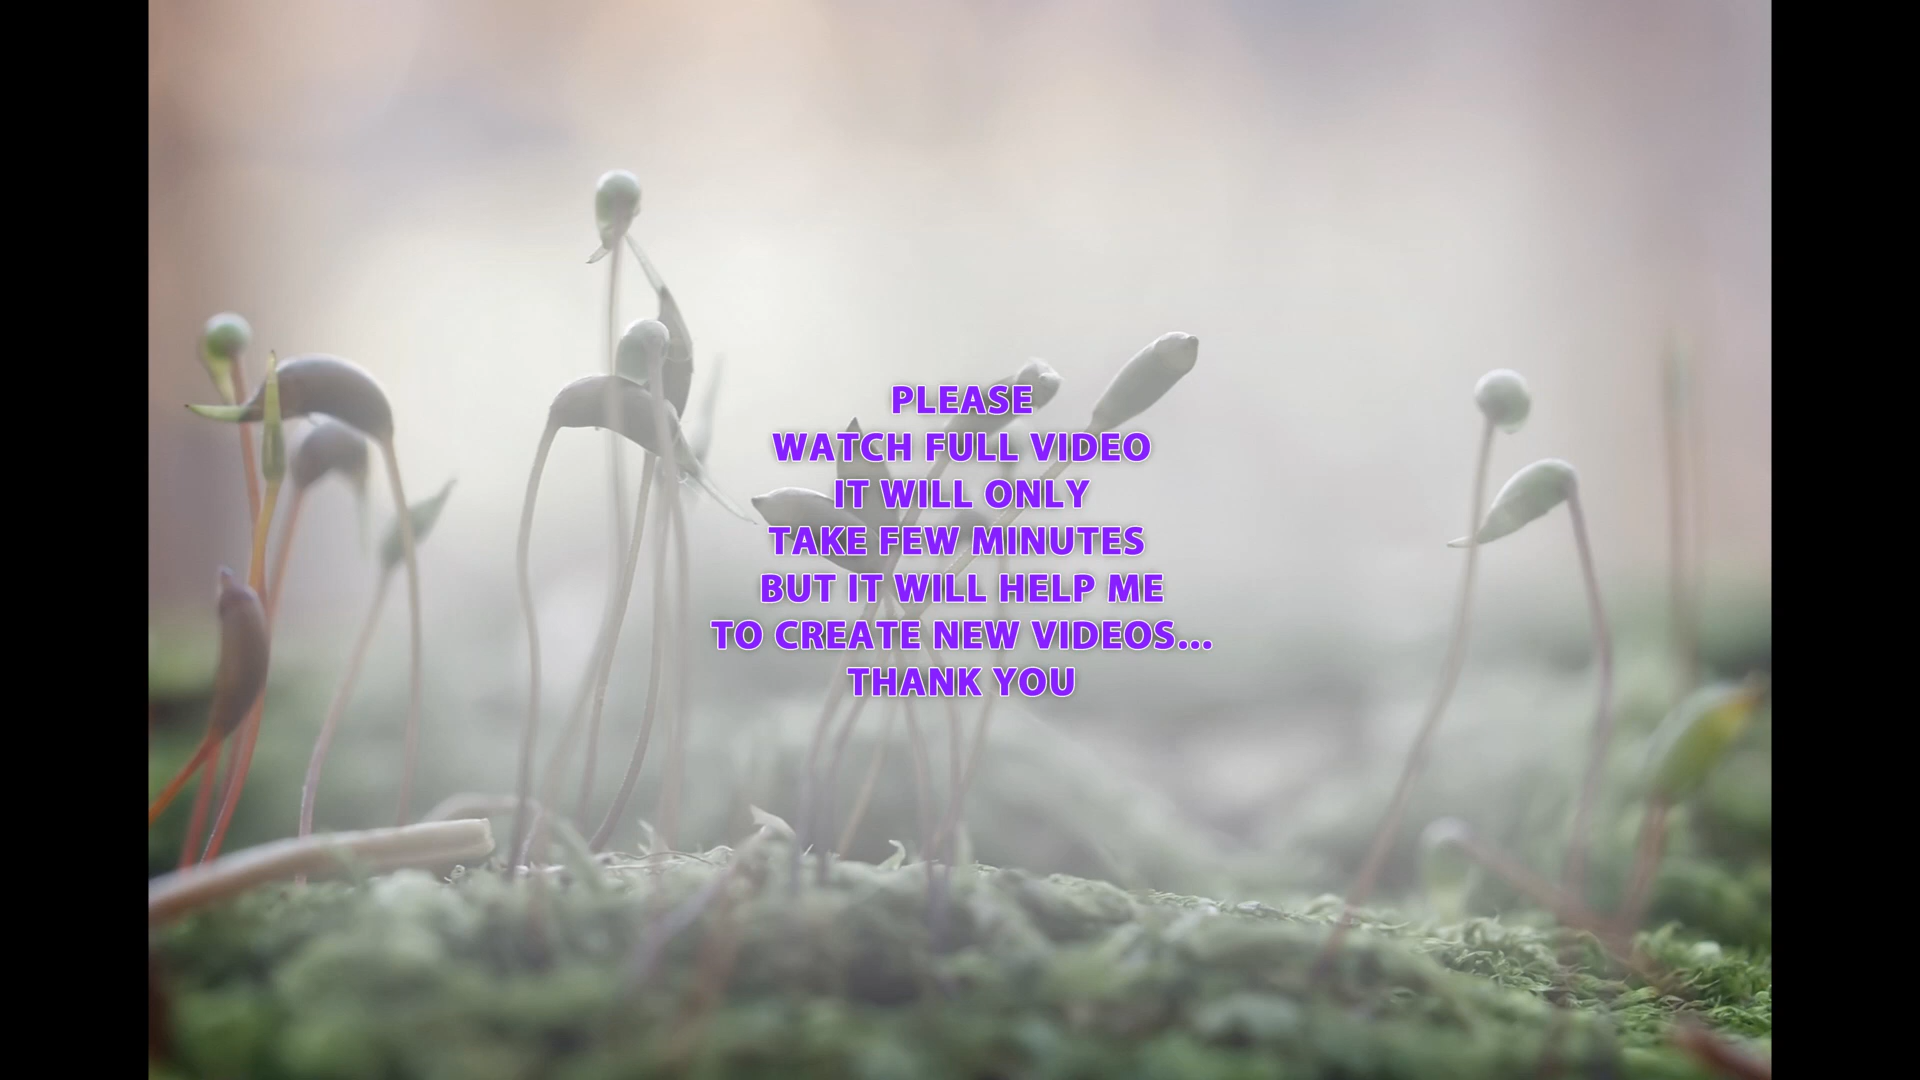 PLEASE
WATCH FULL VIDEO
IT WILL ONLY
TAKE FEW MINUTES
BUT IT WILL HELP ME
TO CREATE NEW VIDEOS...
THANK YOU